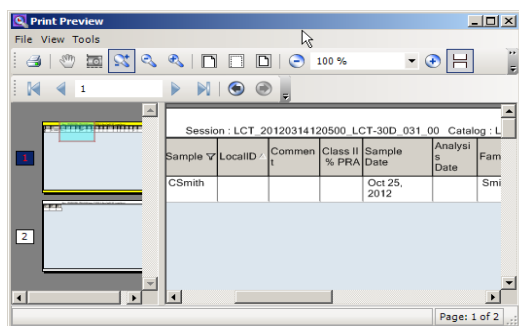 Print Preview
File View Tools
100 %
1
Session : LCT_20120314120500_LCT-30D_031_00 Catalog : L
Sample LocalID Commen Class II Sample Analysi Fam
t % PRA Date s
Date
CSmith Oct 25, Smi
2012
1
2
Page: 1 of 2